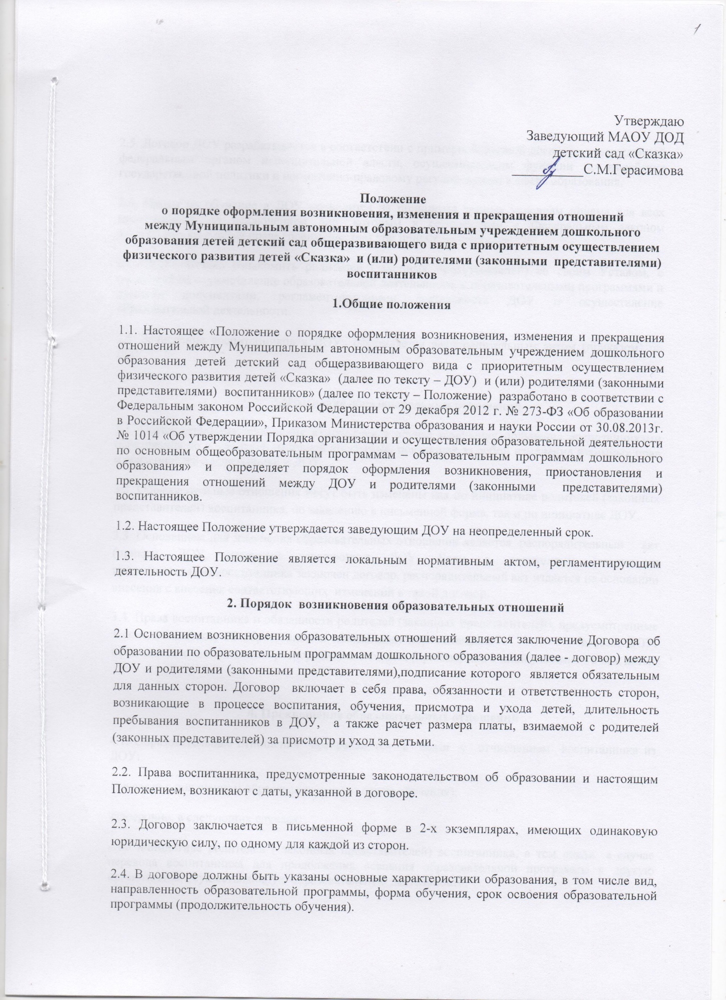 1
Утверждаю
Заведующий МАОУ ДОД
детский сад «Сказка»
__________С.М.Герасимова
Положение
о порядке оформления возникновения, изменения и прекращения отношений
между Муниципальным автономным образовательным учреждением дошкольного
образования детей детский сад общеразвивающего вида с приоритетным осуществлением
физического развития детей «Сказка» и (или) родителями (законными представителями)
воспитанников
1.Общие положения
1.1. Настоящее «Положение о порядке оформления возникновения, изменения и прекращения
отношений между Муниципальным автономным образовательным учреждением дошкольного
образования детей детский сад общеразвивающего вида с приоритетным осуществлением
физического развития детей «Сказка» (далее по тексту – ДОУ) и (или) родителями (законными
представителями) воспитанников» (далее по тексту – Положение) разработано в соответствии с
Федеральным законом Российской Федерации от 29 декабря 2012 г. № 273-ФЗ «Об образовании
в Российской Федерации», Приказом Министерства образования и науки России от 30.08.2013г.
№ 1014 «Об утверждении Порядка организации и осуществления образовательной деятельности
по основным общеобразовательным программам – образовательным программам дошкольного
образования» и определяет порядок оформления возникновения, приостановления и
прекращения отношений между ДОУ и родителями (законными представителями)
воспитанников.
1.2. Настоящее Положение утверждается заведующим ДОУ на неопределенный срок.
1.3. Настоящее Положение является локальным нормативным актом, регламентирующим
деятельность ДОУ.
2. Порядок возникновения образовательных отношений
2.1 Основанием возникновения образовательных отношений является заключение Договора об
образовании по образовательным программам дошкольного образования (далее - договор) между
ДОУ и родителями (законными представителями),подписание которого является обязательным
для данных сторон. Договор включает в себя права, обязанности и ответственность сторон,
возникающие в процессе воспитания, обучения, присмотра и ухода детей, длительность
пребывания воспитанников в ДОУ, а также расчет размера платы, взимаемой с родителей
(законных представителей) за присмотр и уход за детьми.
2.2. Права воспитанника, предусмотренные законодательством об образовании и настоящим
Положением, возникают с даты, указанной в договоре.
2.3. Договор заключается в письменной форме в 2-х экземплярах, имеющих одинаковую
юридическую силу, по одному для каждой из сторон.
2.4. В договоре должны быть указаны основные характеристики образования, в том числе вид,
направленность образовательной программы, форма обучения, срок освоения образовательной
программы (продолжительность обучения).